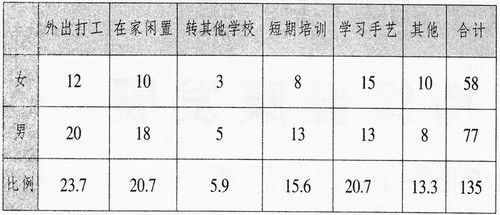 外出打工 在家闲置 转其他学校 短期培训 学习手艺 其他 合计
女 12 10 3 8 15 10 58
男 20 18 5 13 13 8 77
比例 23.7 20.7 5.9 15.6 20.7 13.3 135